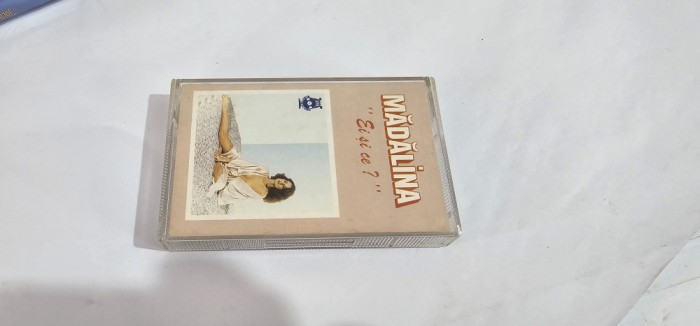 MĂDĂLINA
"Ei şi ce ? "